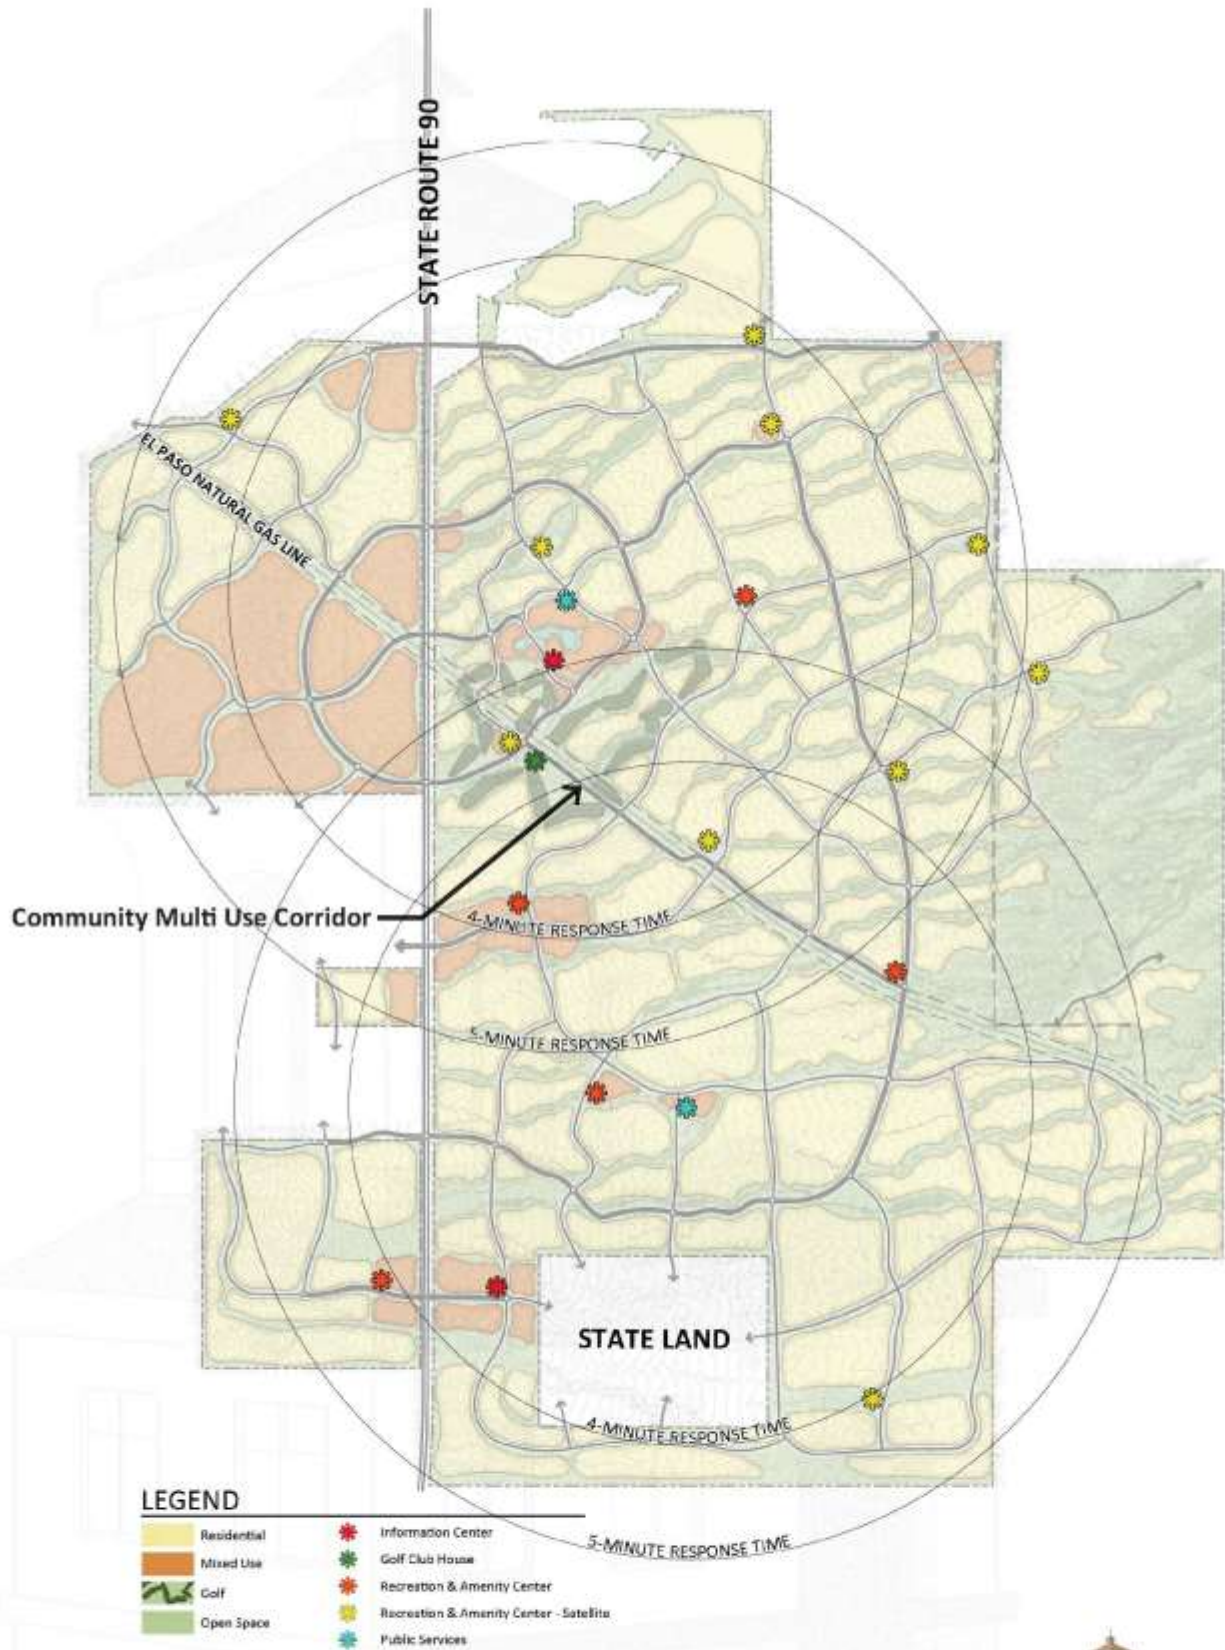 STATE ROUTE 90
EL PASO NATURAL GAS LINE
Community Multi Use Corridor
4-MINUTE RESPONSE TIME
5-MINUTE RESPONSE TIME
STATE LAND
4-MINUTE RESPONSE TIME
5-MINUTE RESPONSE TIME
LEGEND
Residential
Mixed Use
Golf
Open Space
Information Center
Golf Club House
Recreation & Amenity Center
Recreation & Amenity Center - Satellite
Public Services